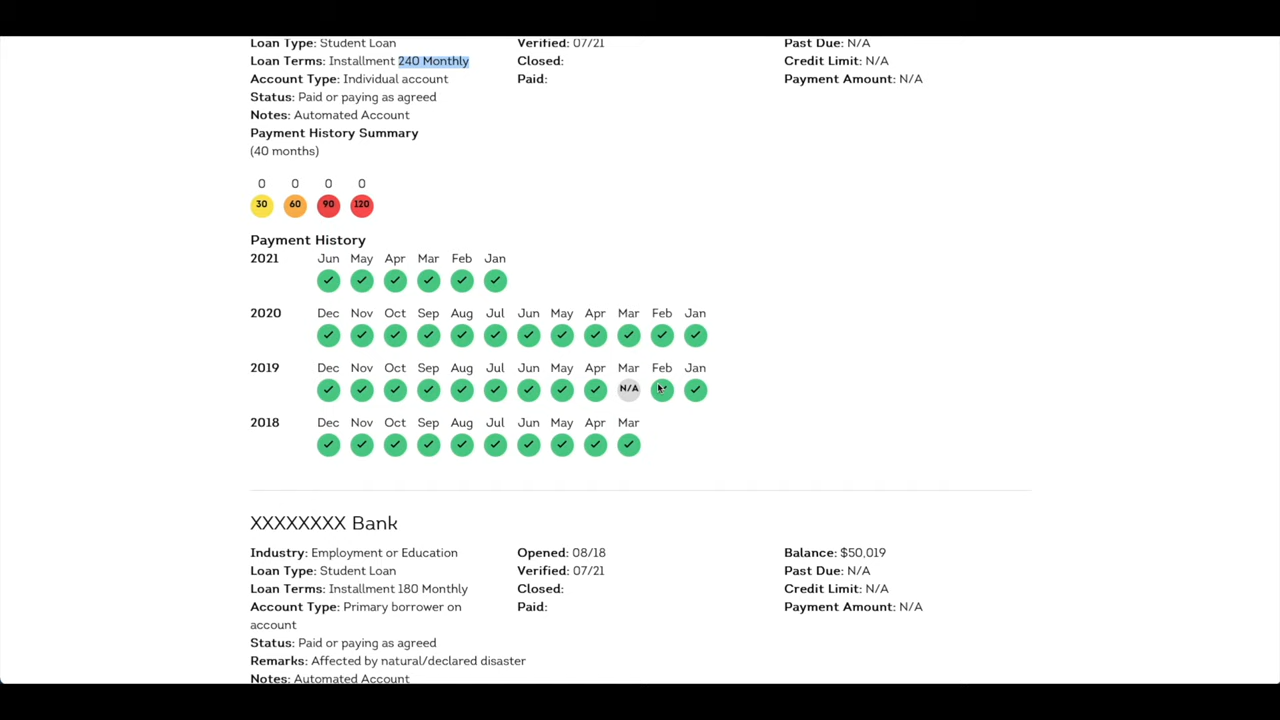 Loan Type: Student Loan
Loan Terms: Installment 240 Monthly
Account Type: Individual account
Status: Paid or paying as agreed
Notes: Automated Account
Verified: 07/21
Closed:
Paid:
Past Due: N/A
Credit Limit: N/A
Payment Amount: N/A
Payment History Summary
(40 months)
0 0 0 0
30 60 90 120
Payment History
2021 Jun May Apr Mar Feb Jan
2020 Dec Nov Oct Sep Aug Jul Jun May Apr Mar Feb Jan
2019 Dec Nov Oct Sep Aug Jul Jun May Apr Mar Feb Jan
N/A
2018 Dec Nov Oct Sep Aug Jul Jun May Apr Mar
XXXXXXXX Bank
Industry: Employment or Education
Loan Type: Student Loan
Loan Terms: Installment 180 Monthly
Account Type: Primary borrower on
account
Status: Paid or paying as agreed
Remarks: Affected by natural/declared disaster
Notes: Automated Account
Opened: 08/18
Verified: 07/21
Closed:
Paid:
Balance: $50,019
Past Due: N/A
Credit Limit: N/A
Payment Amount: N/A